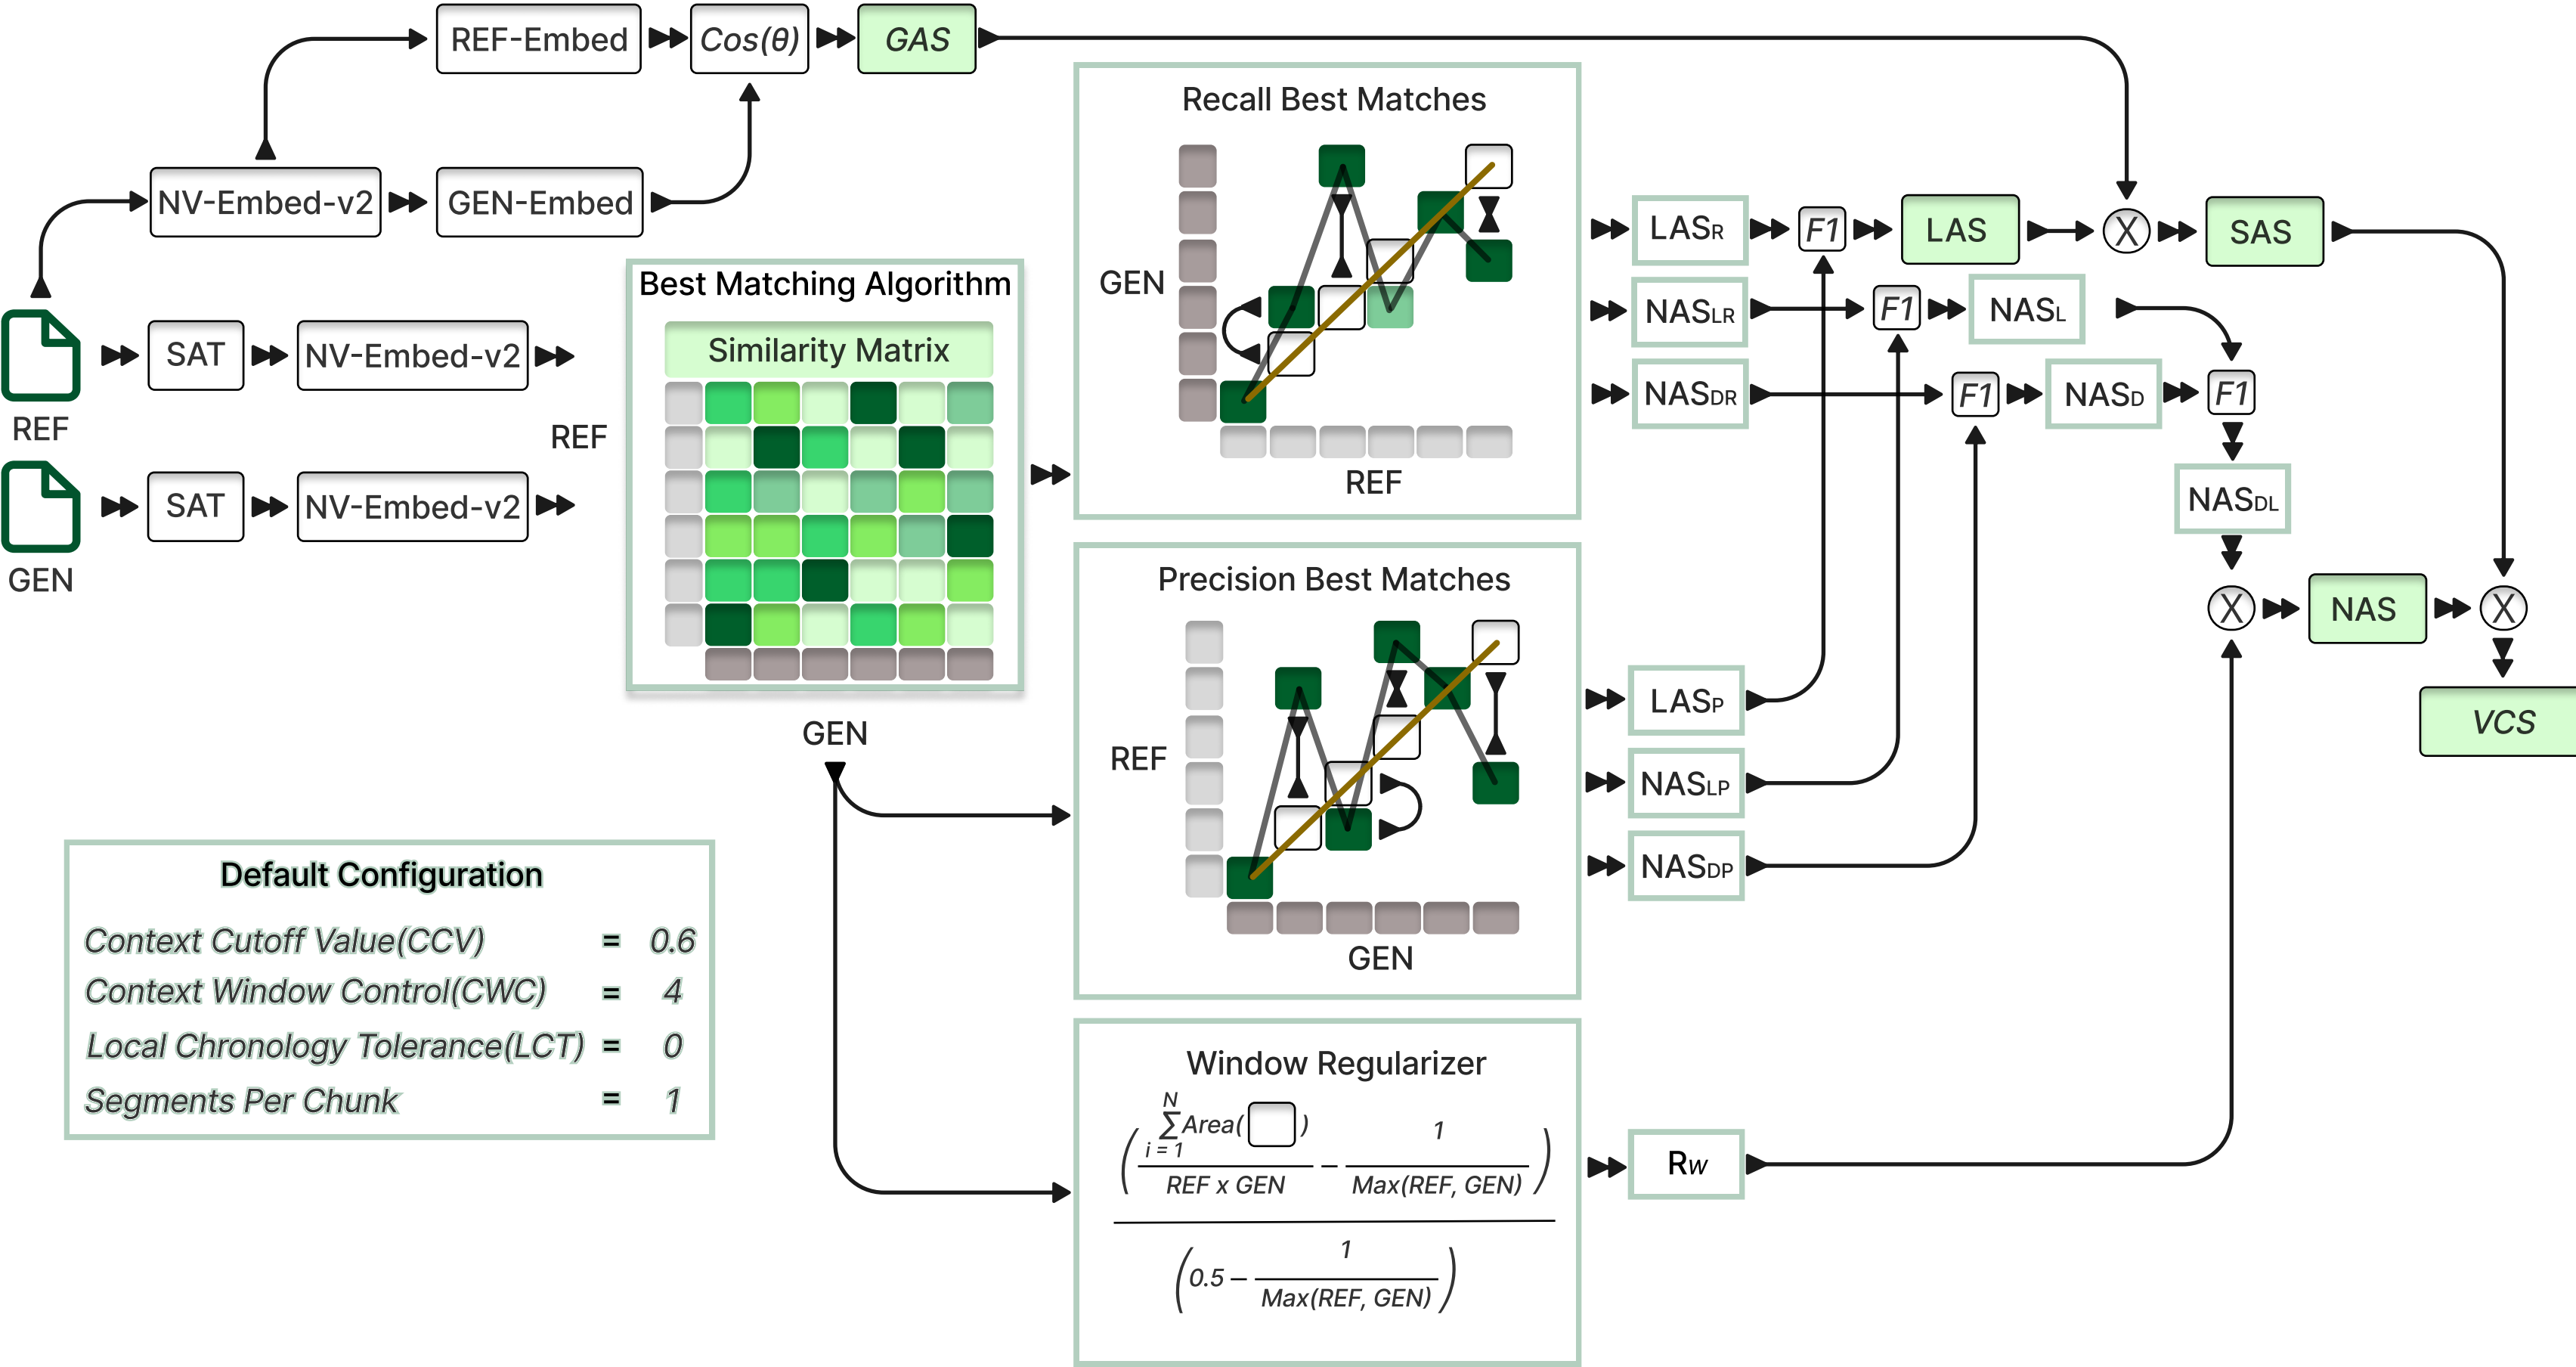 REF-Embed
Cos(θ)
GAS
NV-Embed-v2
GEN-Embed
REF
SAT
NV-Embed-v2
GEN
SAT
NV-Embed-v2
Best Matching Algorithm
Similarity Matrix
REF
GEN
Recall Best Matches
GEN
REF
Precision Best Matches
REF
GEN
Window Regularizer
N
∑ Area( )
i = 1
REF x GEN
−
1
Max(REF, GEN)
0.5 −
1
Max(REF, GEN)
LASR
F1
LAS
X
SAS
NASLR
F1
NASL
NASDR
F1
NASD
F1
NASDL
LASP
NASLP
NASDP
RW
X
NAS
X
VCS
Default Configuration
Context Cutoff Value(CCV) = 0.6
Context Window Control(CWC) = 4
Local Chronology Tolerance(LCT) = 0
Segments Per Chunk = 1